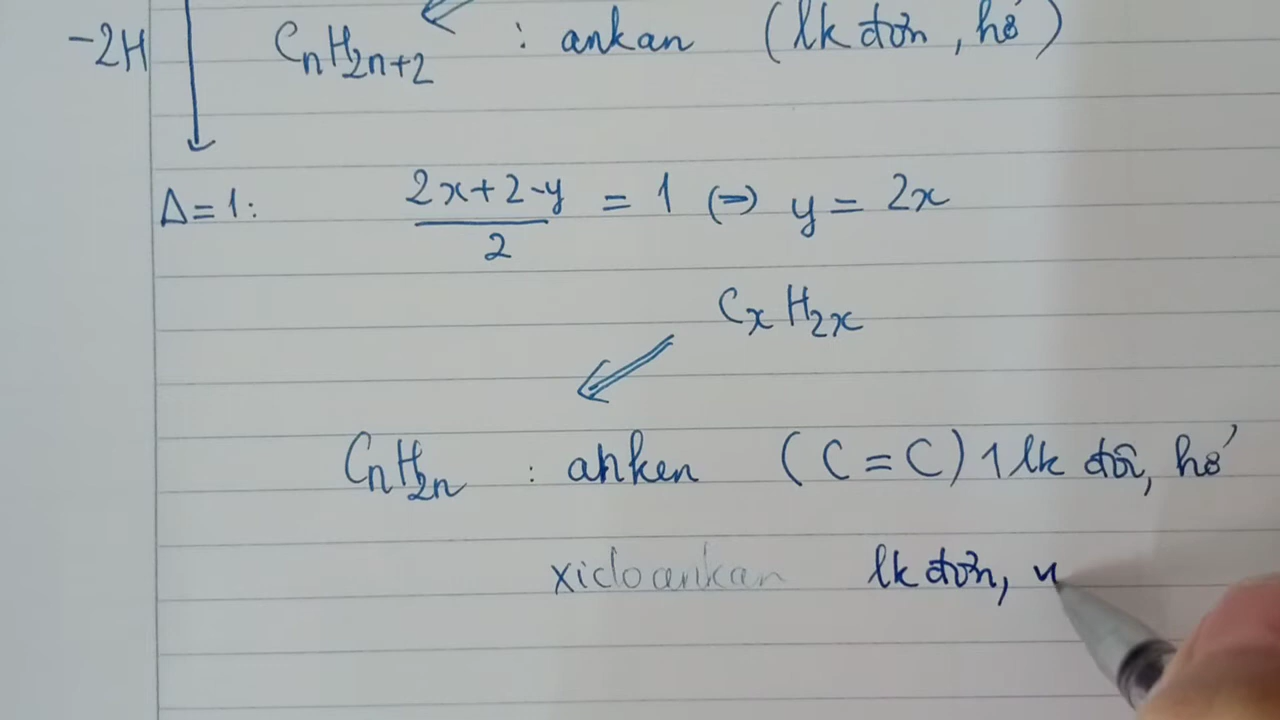 -2H CnH2n+2 : ankan (lk đơn, hở)
Δ=1: (2x+2-y)/2 = 1 (=) y = 2x
CxH2x
CnH2n : anken (C=C) 1 lk đôi, hở
xicloankan lk đơn, v